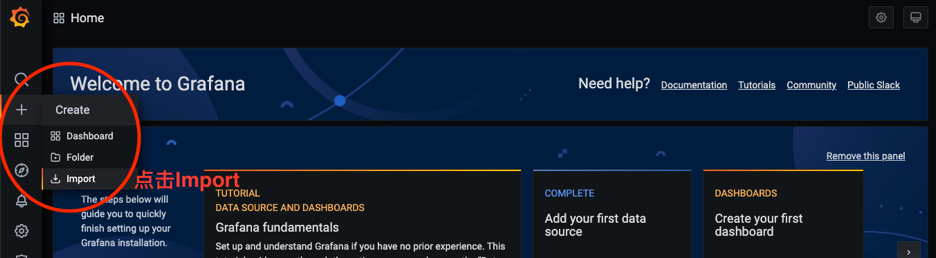 Home
Welcome to Grafana
Need help?
Documentation
Tutorials
Community
Public Slack
Create
Dashboard
Folder
Import
点击Import
Remove this panel
The steps below will
guide you to quickly
finish setting up your
Grafana installation.
TUTORIAL
DATA SOURCE AND DASHBOARDS
Grafana fundamentals
Set up and understand Grafana if you have no prior experience. This
COMPLETE
Add your first data
source
DASHBOARDS
Create your first
dashboard